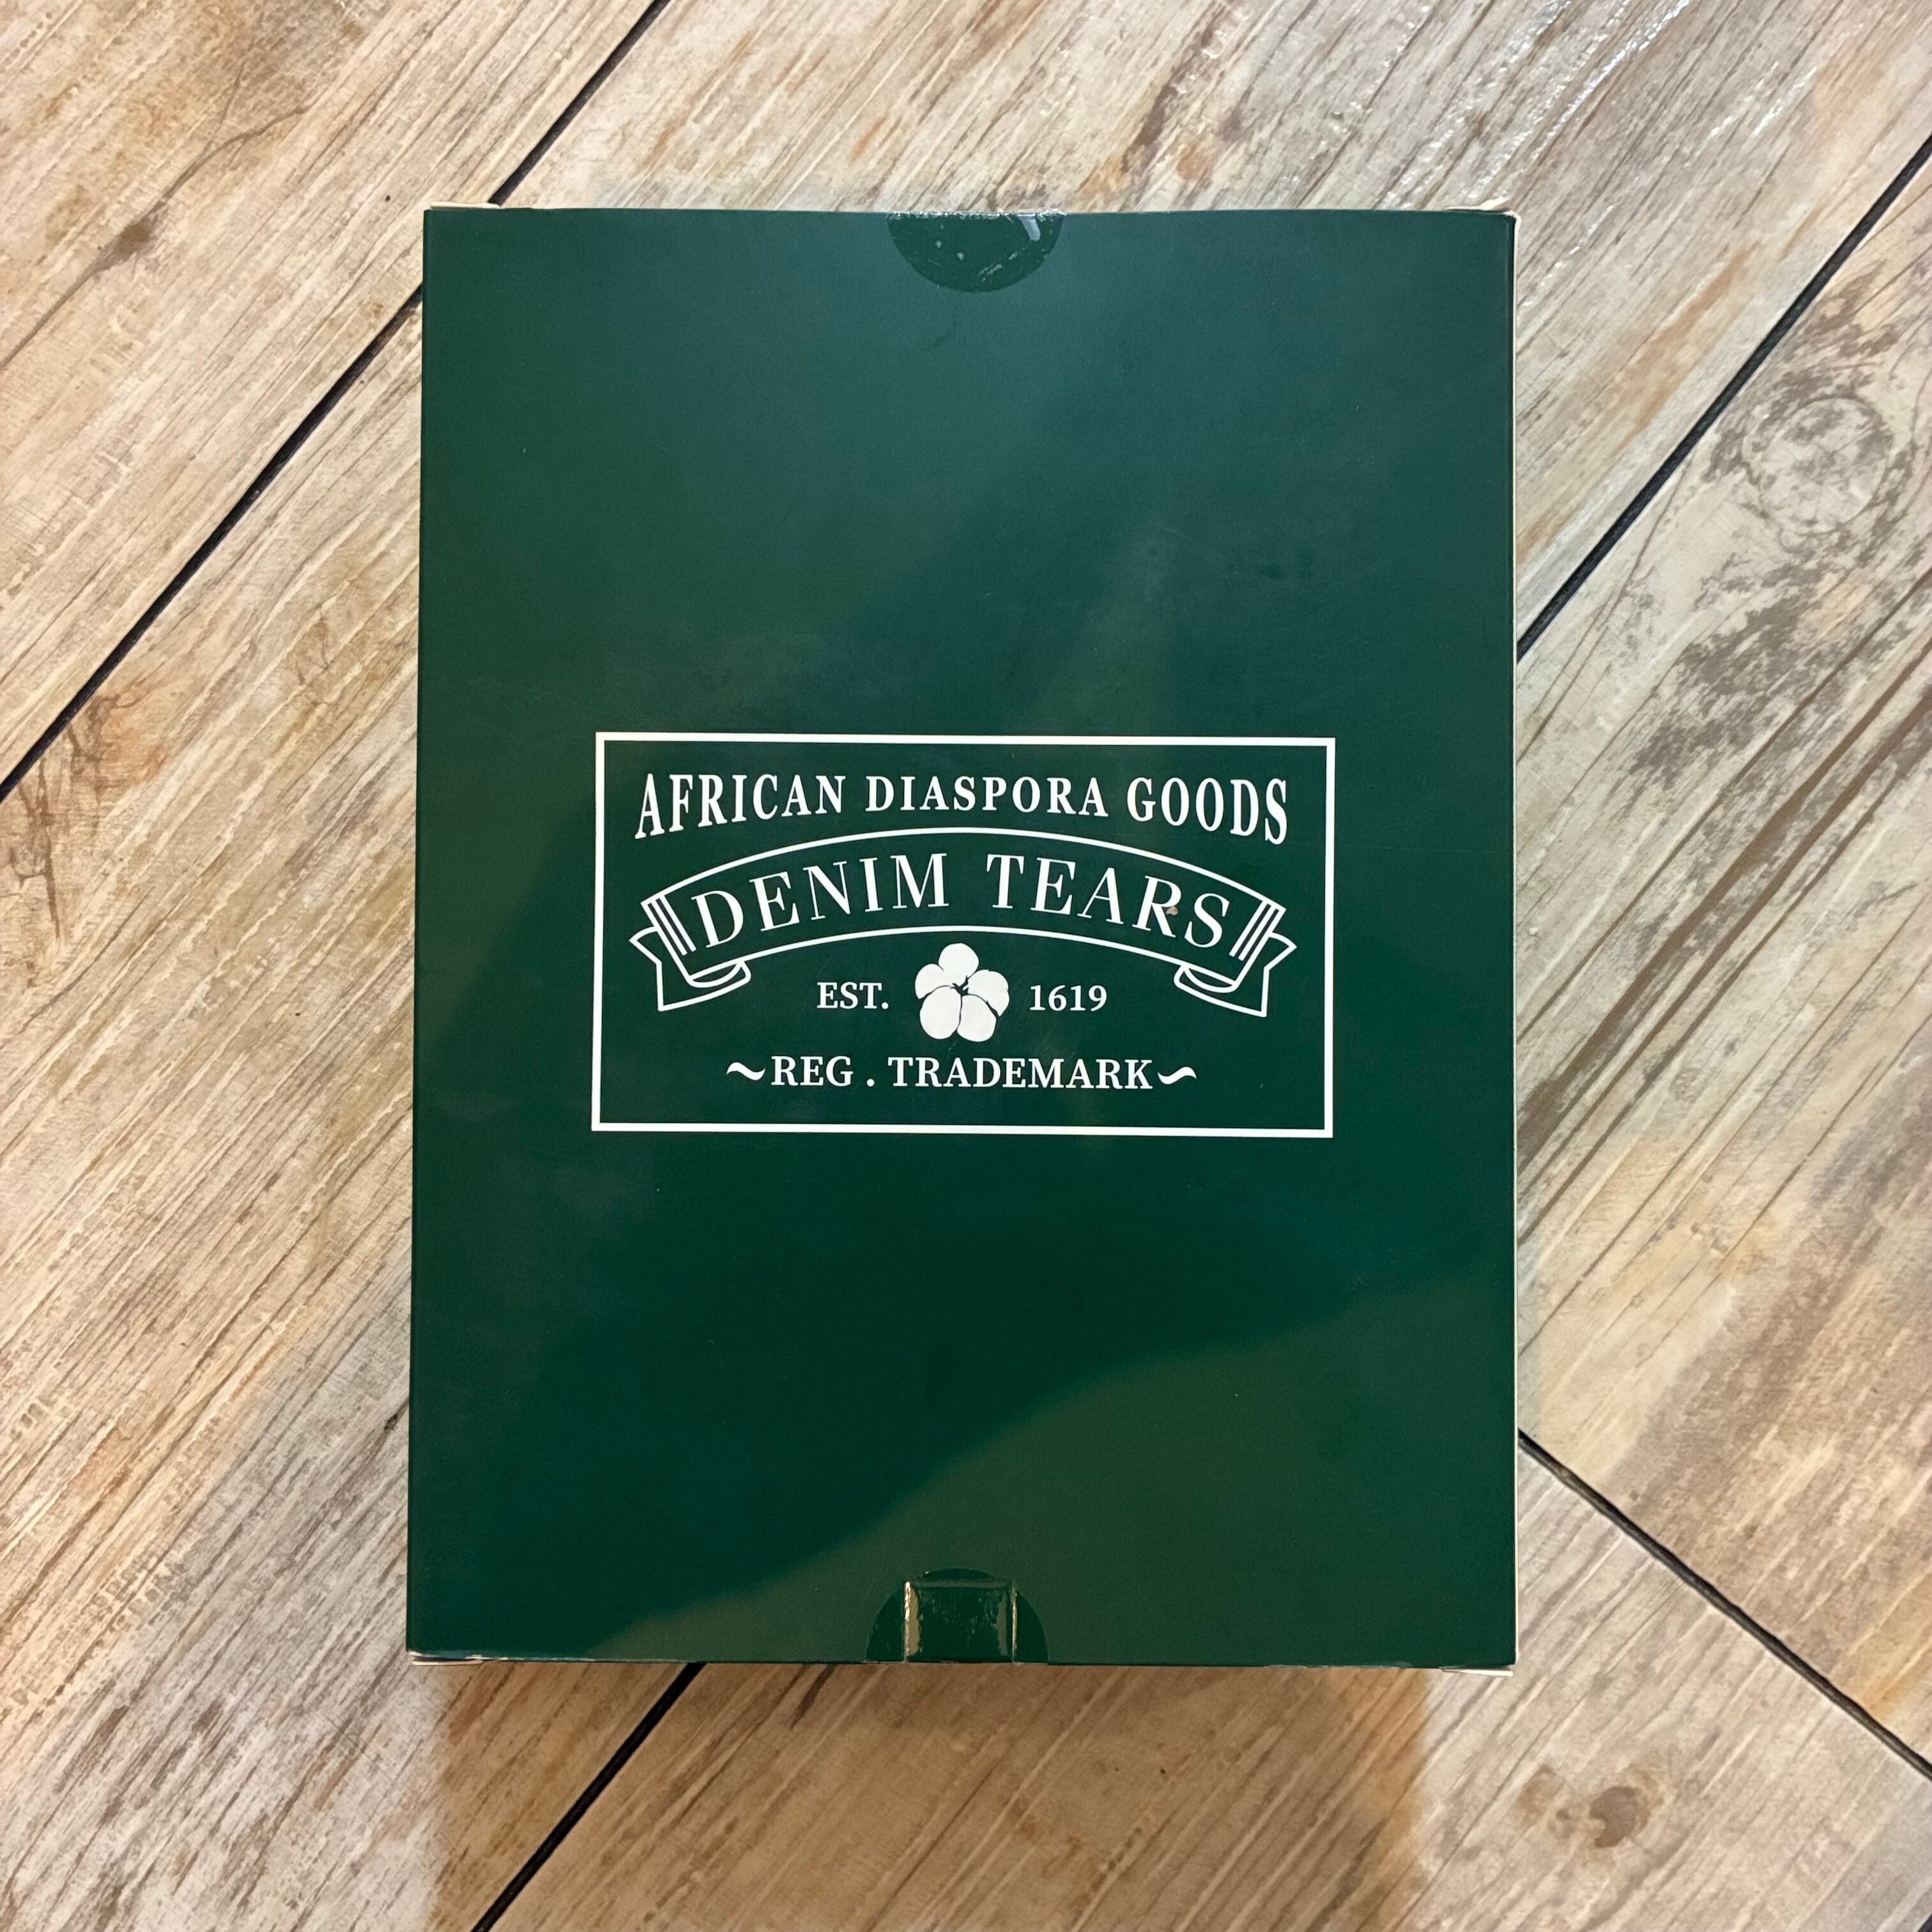 AFRICAN DIASPORA GOODS
DENIM TEARS
EST. 1619
~REG . TRADEMARK~